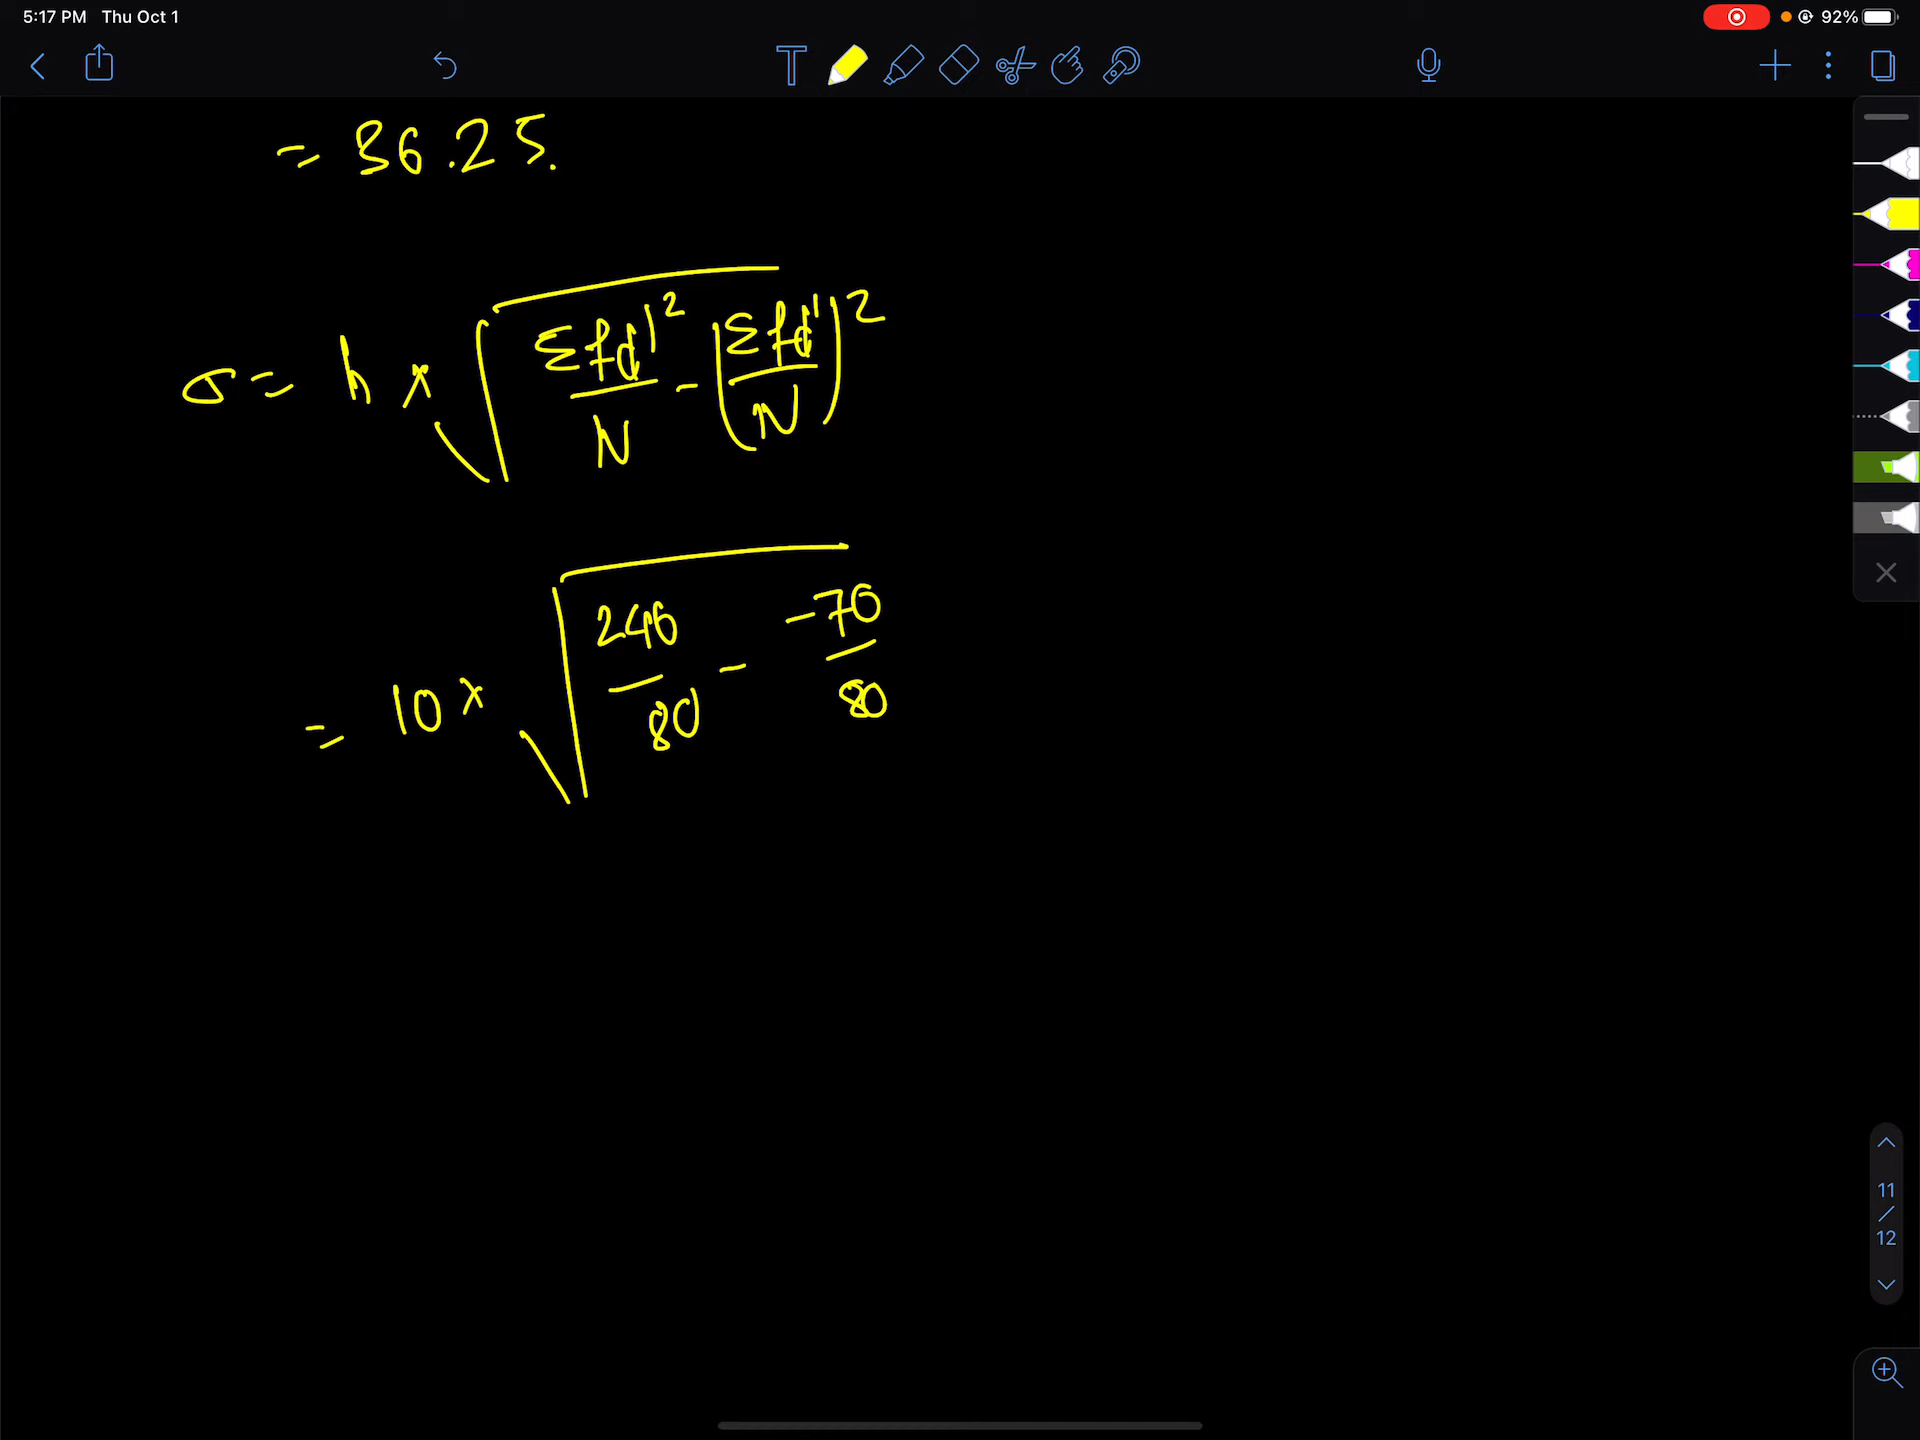 5:17 PM Thu Oct 1
92%
T
= 36.25.
σ = h × √ Σfd'² / N - (Σfd' / N)²
= 10 × √ 246 / 80 - -70 / 80
11
/
12